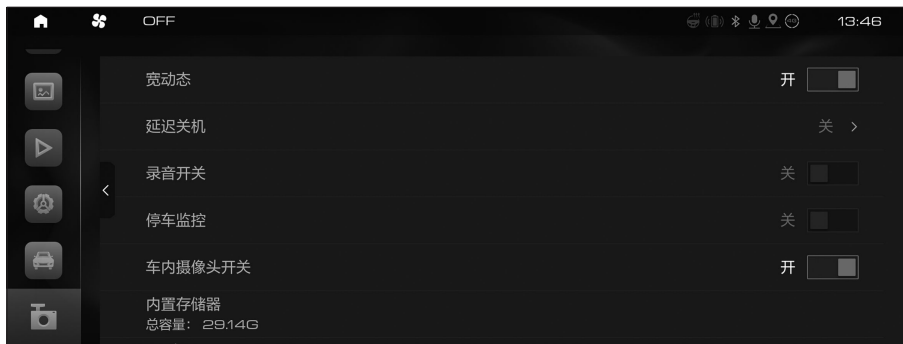 OFF
13:46
宽动态
开
延迟关机
关
录音开关
关
停车监控
关
车内摄像头开关
开
内置存储器
总容量： 29.14G